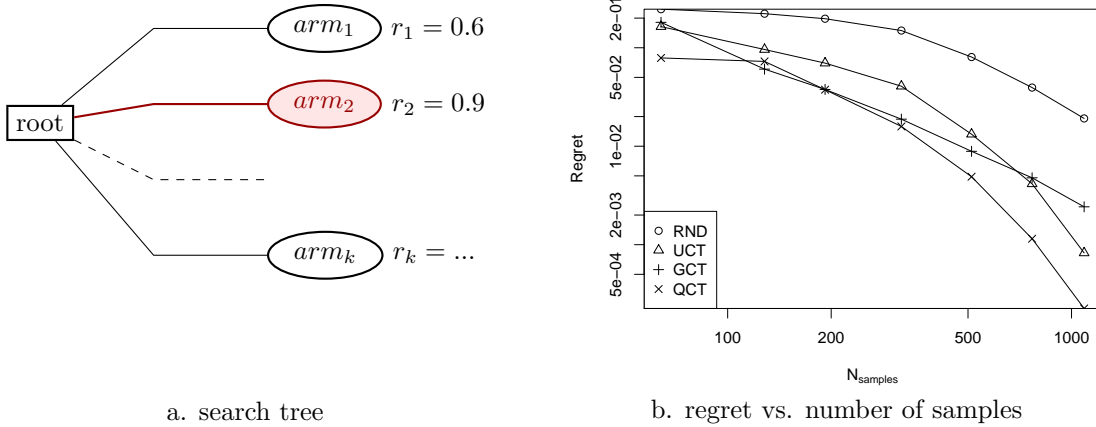 root
arm1 r1 = 0.6
arm2 r2 = 0.9
armk rk = ...
a. search tree
Regret
2e−01
5e−02
1e−02
2e−03
5e−04
RND
UCT
GCT
QCT
100 200 500 1000
Nsamples
b. regret vs. number of samples